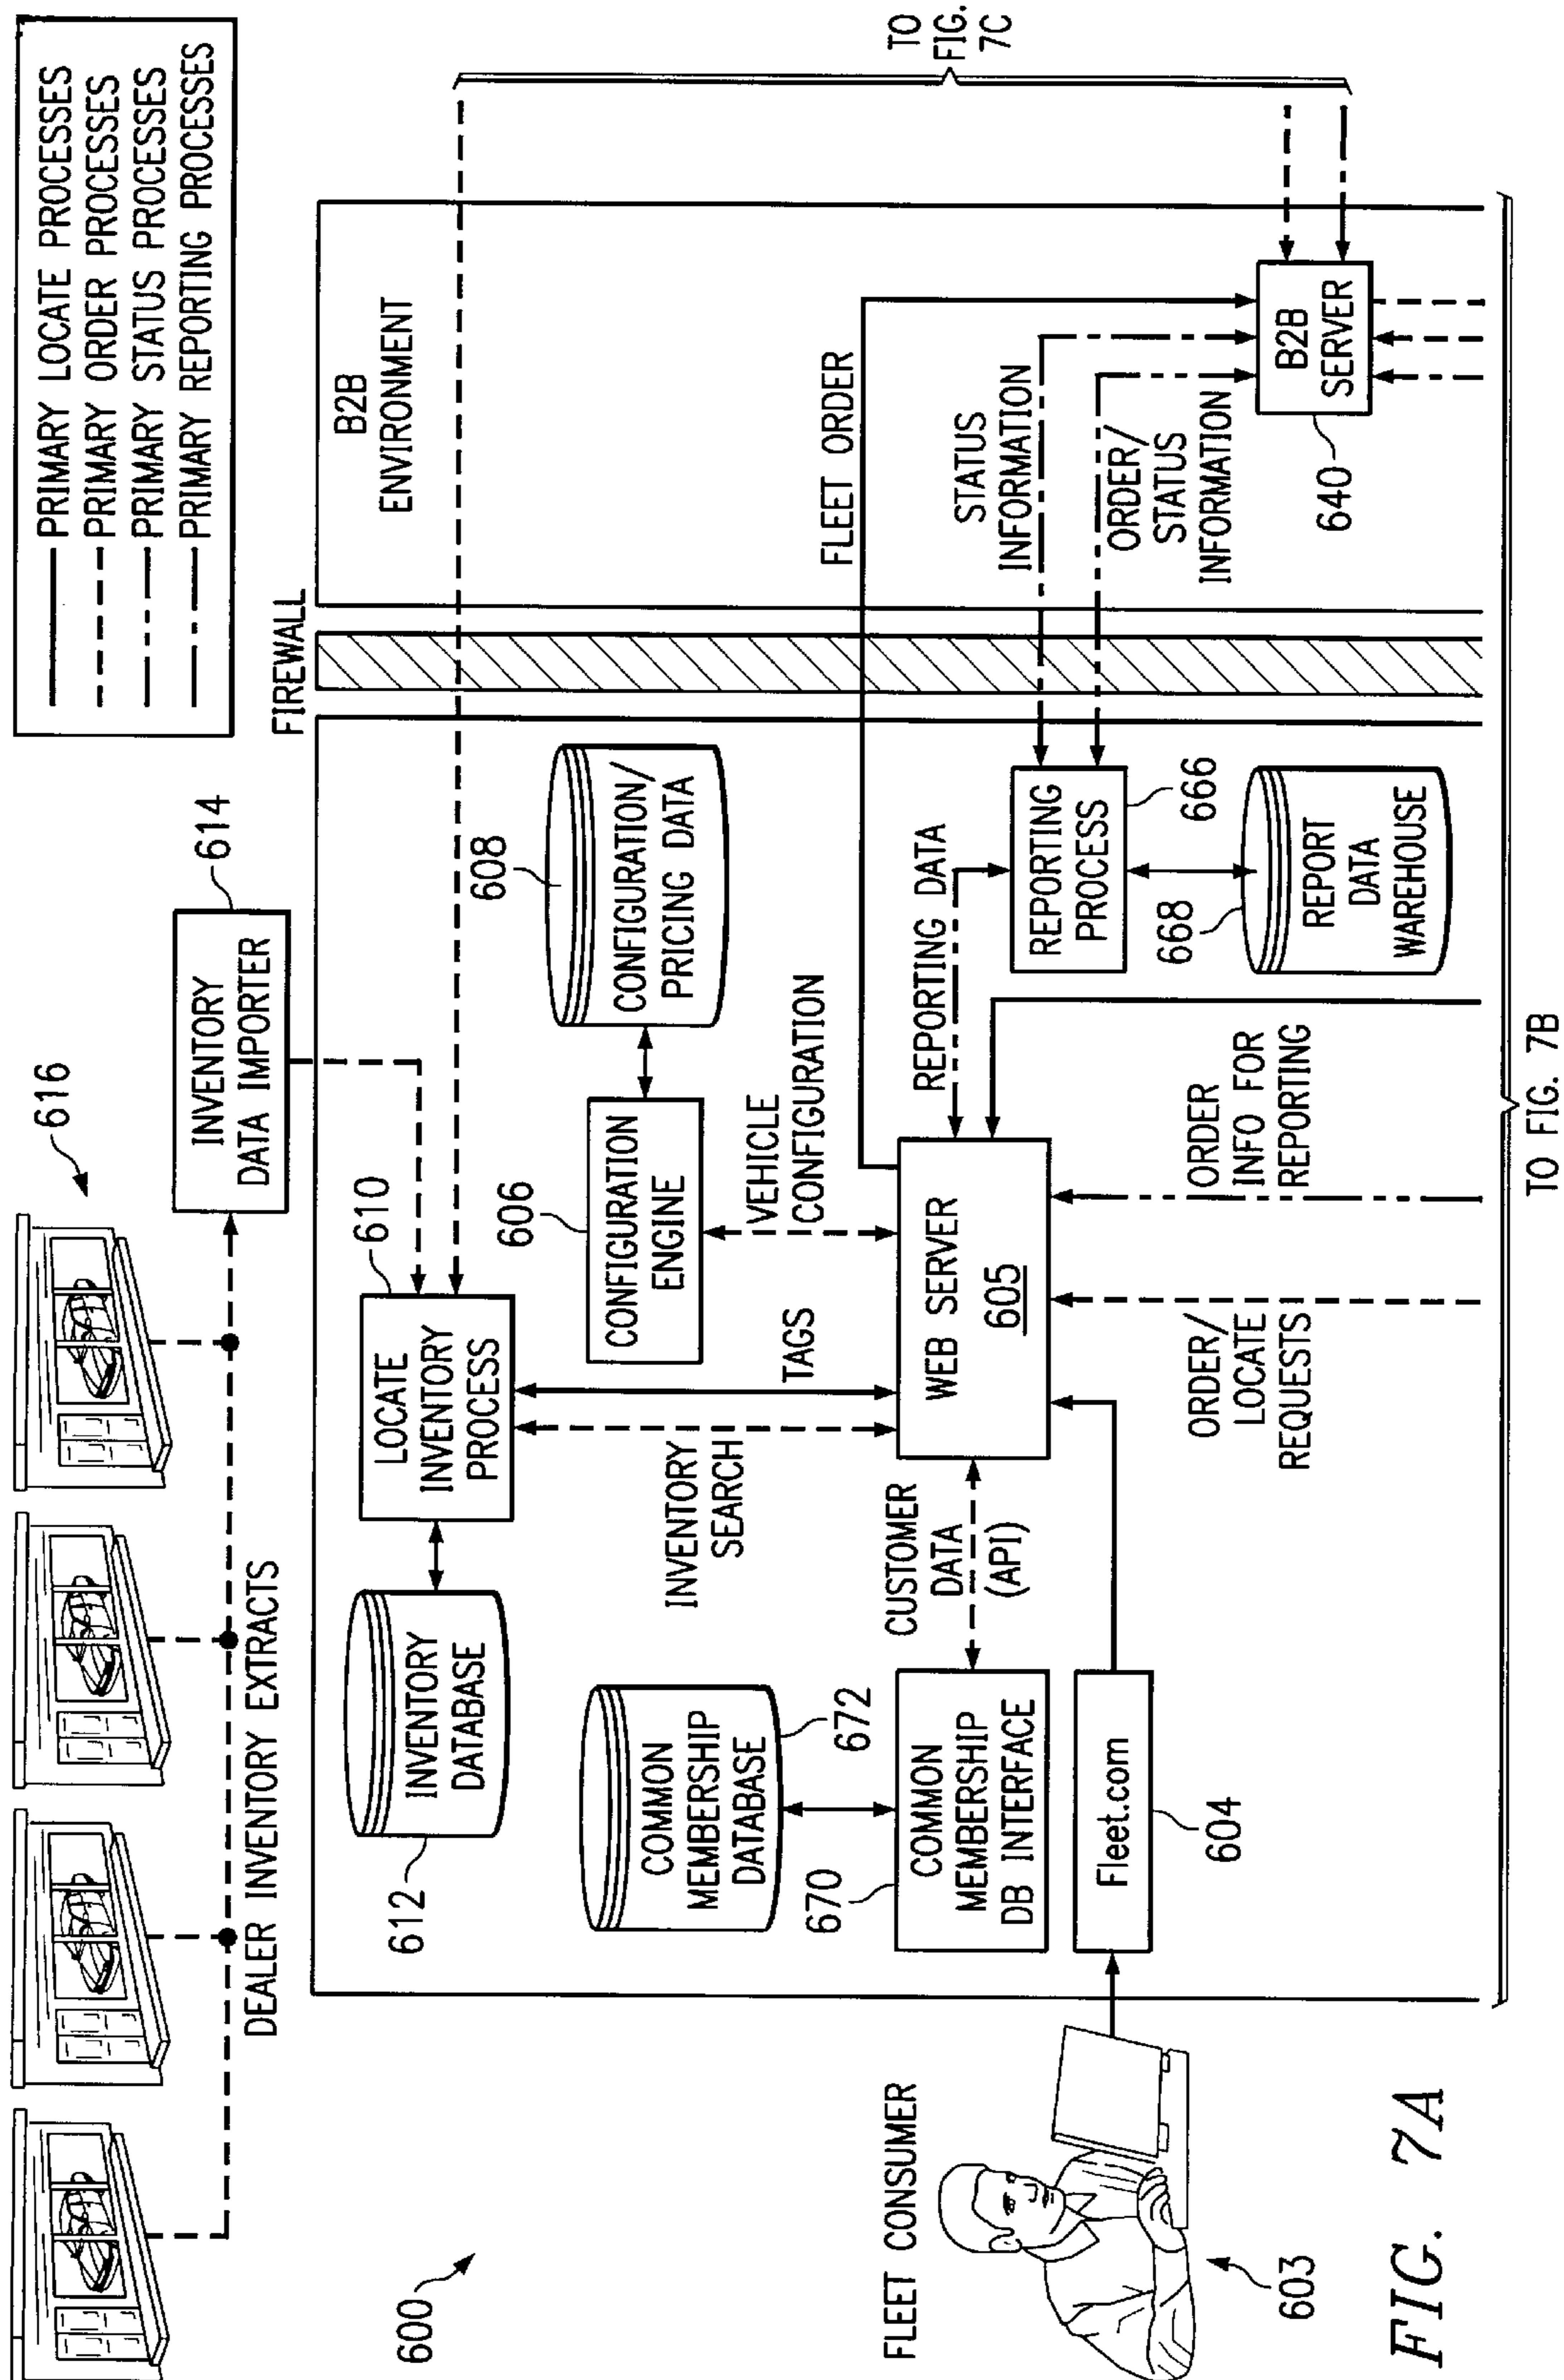 616
DEALER INVENTORY EXTRACTS
INVENTORY
DATA IMPORTER
614
PRIMARY LOCATE PROCESSES
PRIMARY ORDER PROCESSES
PRIMARY STATUS PROCESSES
PRIMARY REPORTING PROCESSES
600
FIREWALL
B2B
ENVIRONMENT
TO
FIG.
7C
612
INVENTORY
DATABASE
LOCATE
INVENTORY
PROCESS
610
608
CONFIGURATION/
PRICING DATA
606
CONFIGURATION
ENGINE
COMMON
MEMBERSHIP
DATABASE
672
INVENTORY
SEARCH
TAGS
VEHICLE
CONFIGURATION
670
COMMON
MEMBERSHIP
DB INTERFACE
CUSTOMER
DATA
(API)
WEB SERVER
605
REPORTING DATA
FLEET ORDER
STATUS
INFORMATION
ORDER/
STATUS
INFORMATION
REPORTING
PROCESS
666
668
REPORT
DATA
WAREHOUSE
B2B
SERVER
640
FLEET CONSUMER
603
Fleet.com
604
ORDER/
LOCATE
REQUESTS
ORDER
INFO FOR
REPORTING
TO FIG. 7B
FIG. 7A